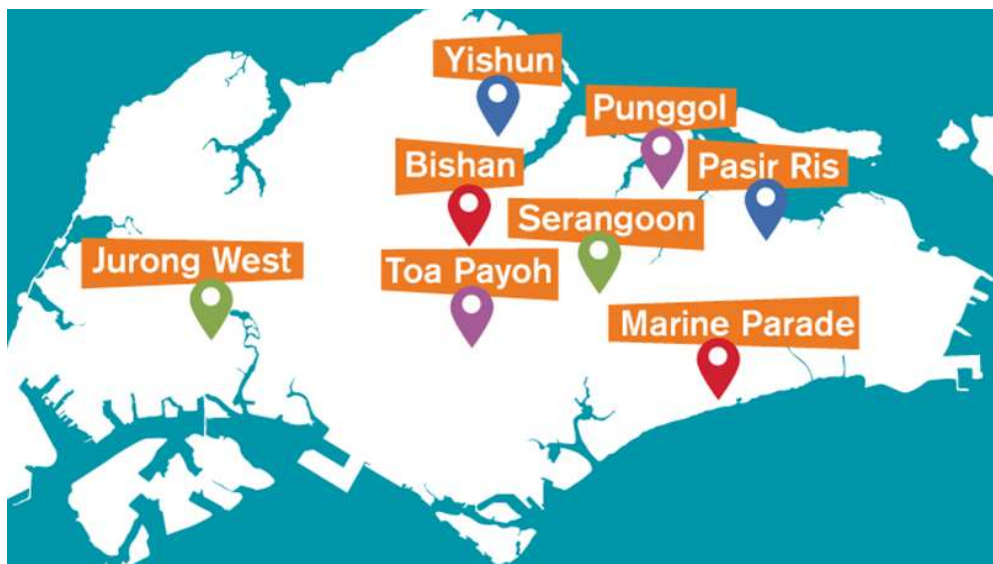 Yishun
Punggol
Bishan
Pasir Ris
Serangoon
Jurong West
Toa Payoh
Marine Parade